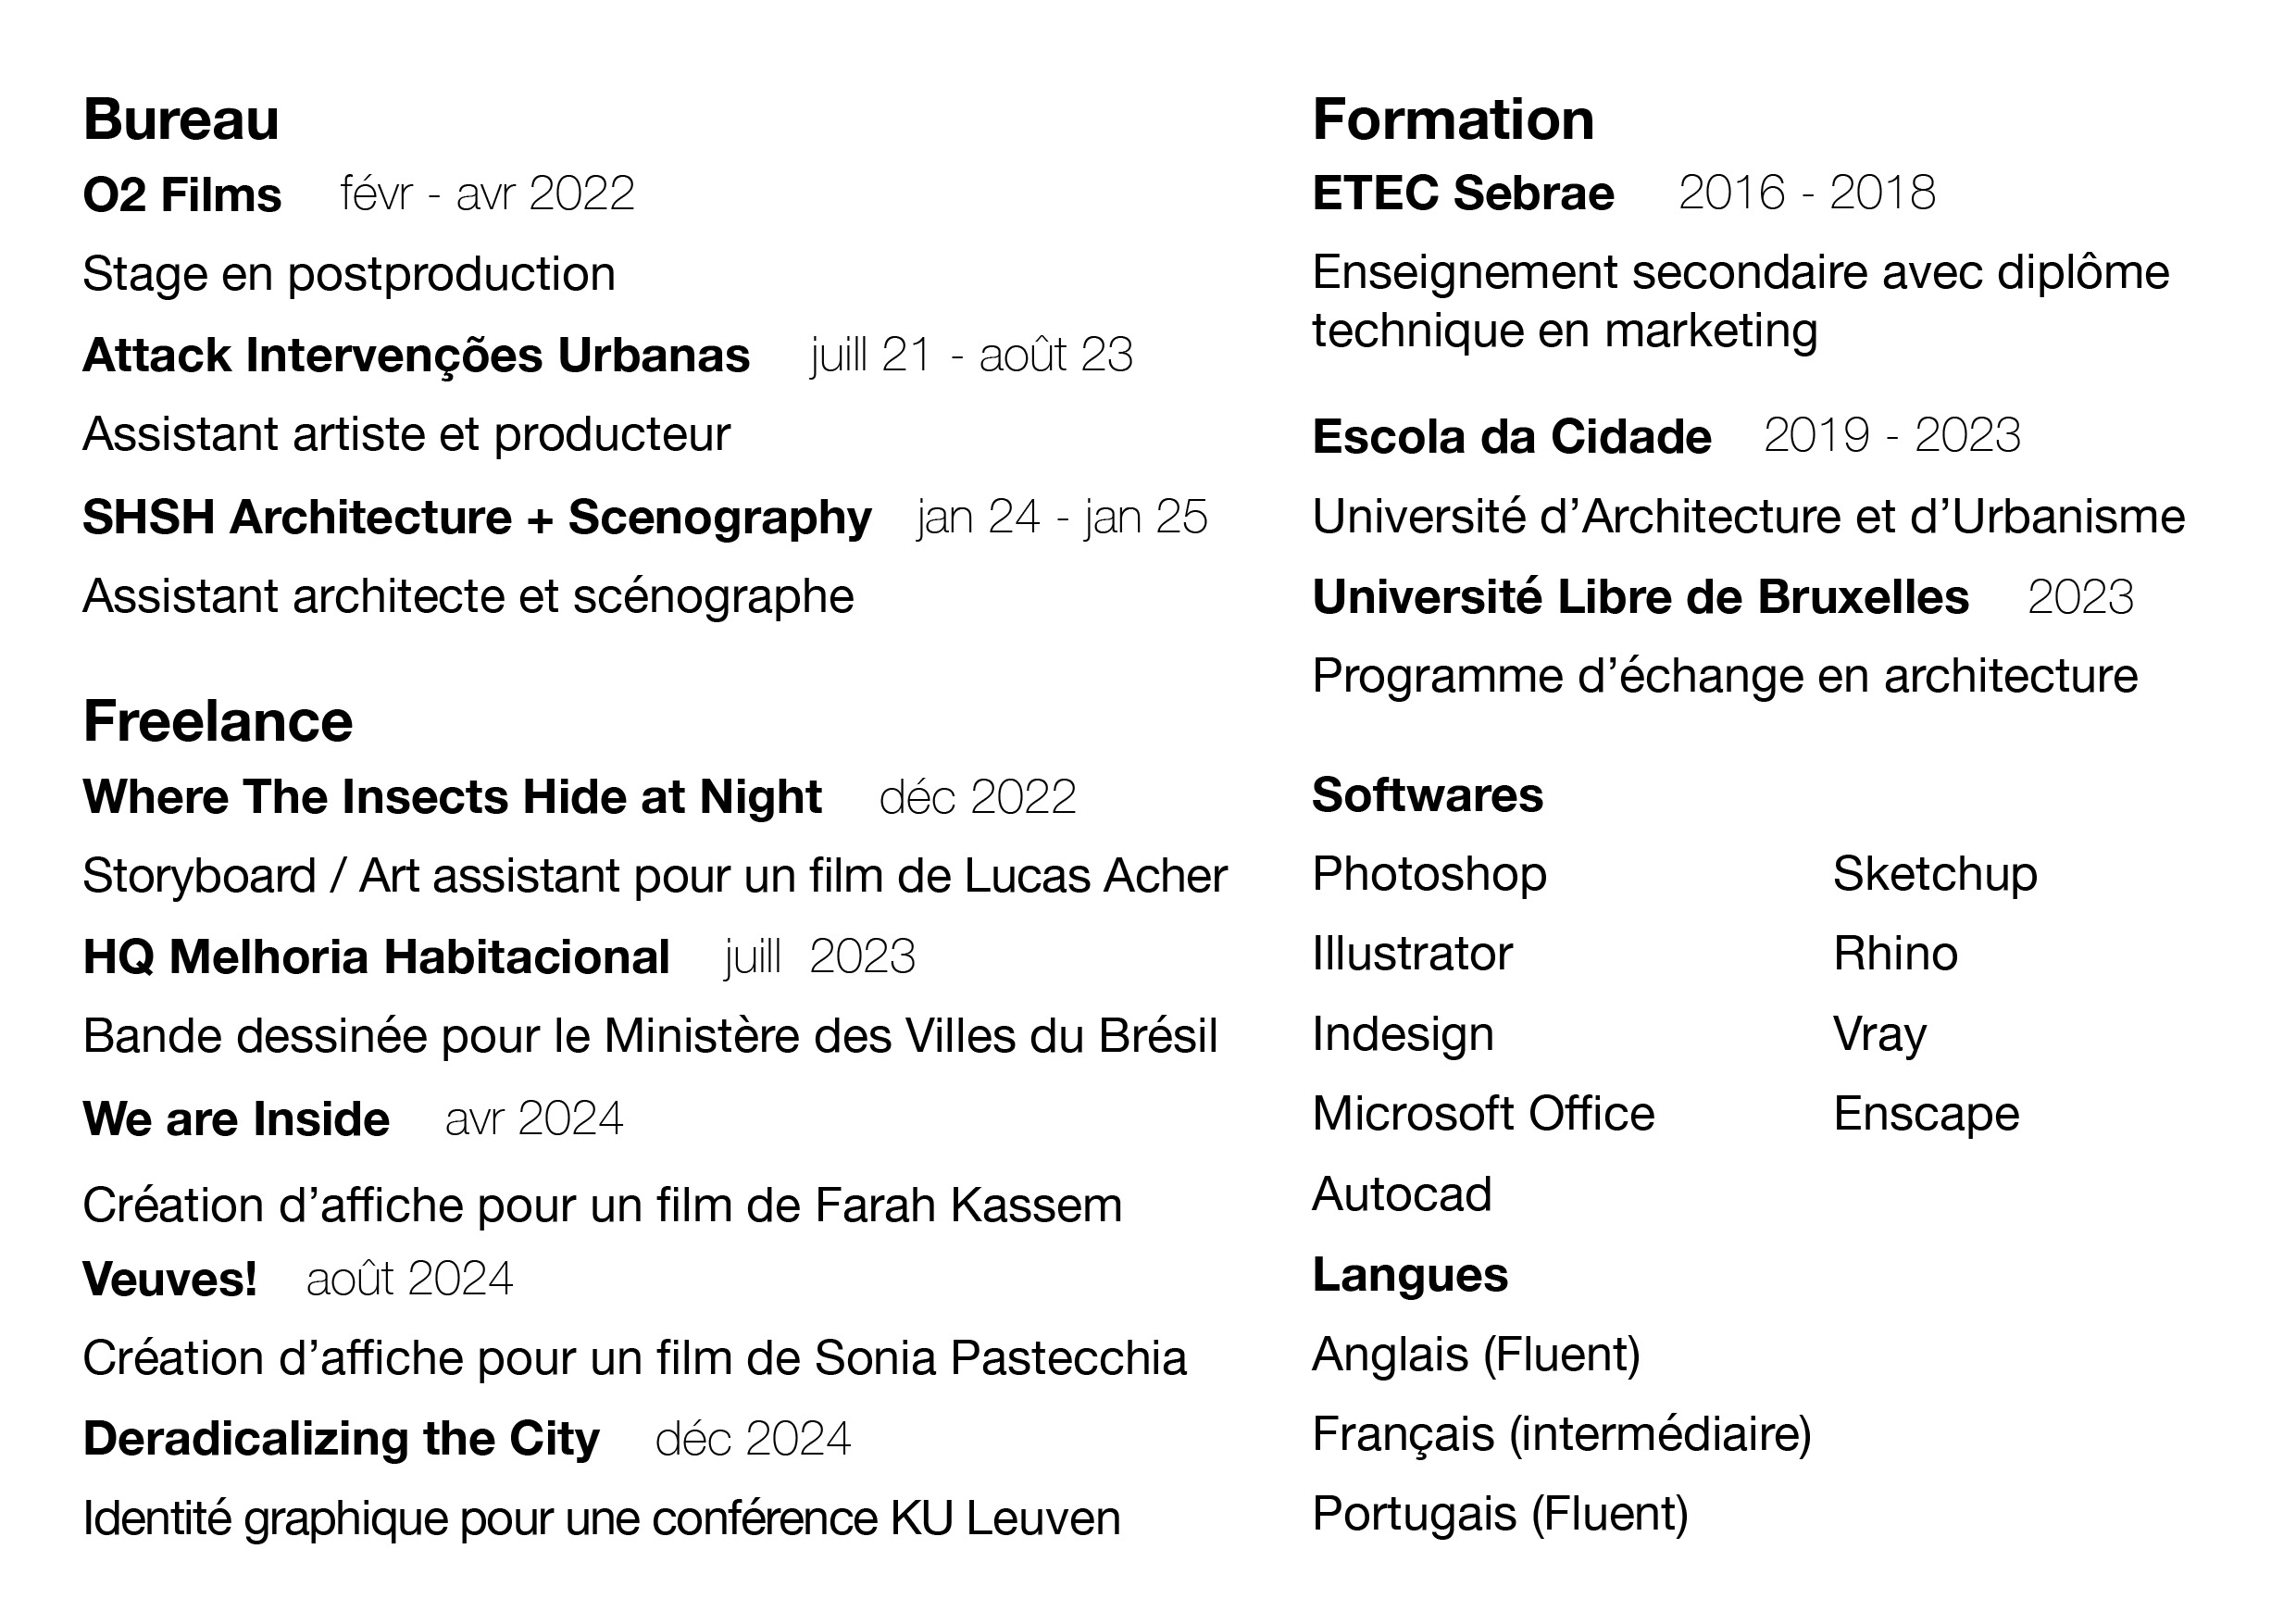 Bureau
O2 Films févr - avr 2022
Stage en postproduction
Attack Intervenções Urbanas juill 21 - août 23
Assistant artiste et producteur
SHSH Architecture + Scenography jan 24 - jan 25
Assistant architecte et scénographe
Freelance
Where The Insects Hide at Night déc 2022
Storyboard / Art assistant pour un film de Lucas Acher
HQ Melhoria Habitacional juill 2023
Bande dessinée pour le Ministère des Villes du Brésil
We are Inside avr 2024
Création d’affiche pour un film de Farah Kassem
Veuves! août 2024
Création d’affiche pour un film de Sonia Pastecchia
Deradicalizing the City déc 2024
Identité graphique pour une conférence KU Leuven
Formation
ETEC Sebrae 2016 - 2018
Enseignement secondaire avec diplôme
technique en marketing
Escola da Cidade 2019 - 2023
Université d’Architecture et d’Urbanisme
Université Libre de Bruxelles 2023
Programme d’échange en architecture
Softwares
Photoshop Sketchup
Illustrator Rhino
Indesign Vray
Microsoft Office Enscape
Autocad
Langues
Anglais (Fluent)
Français (intermédiaire)
Portugais (Fluent)